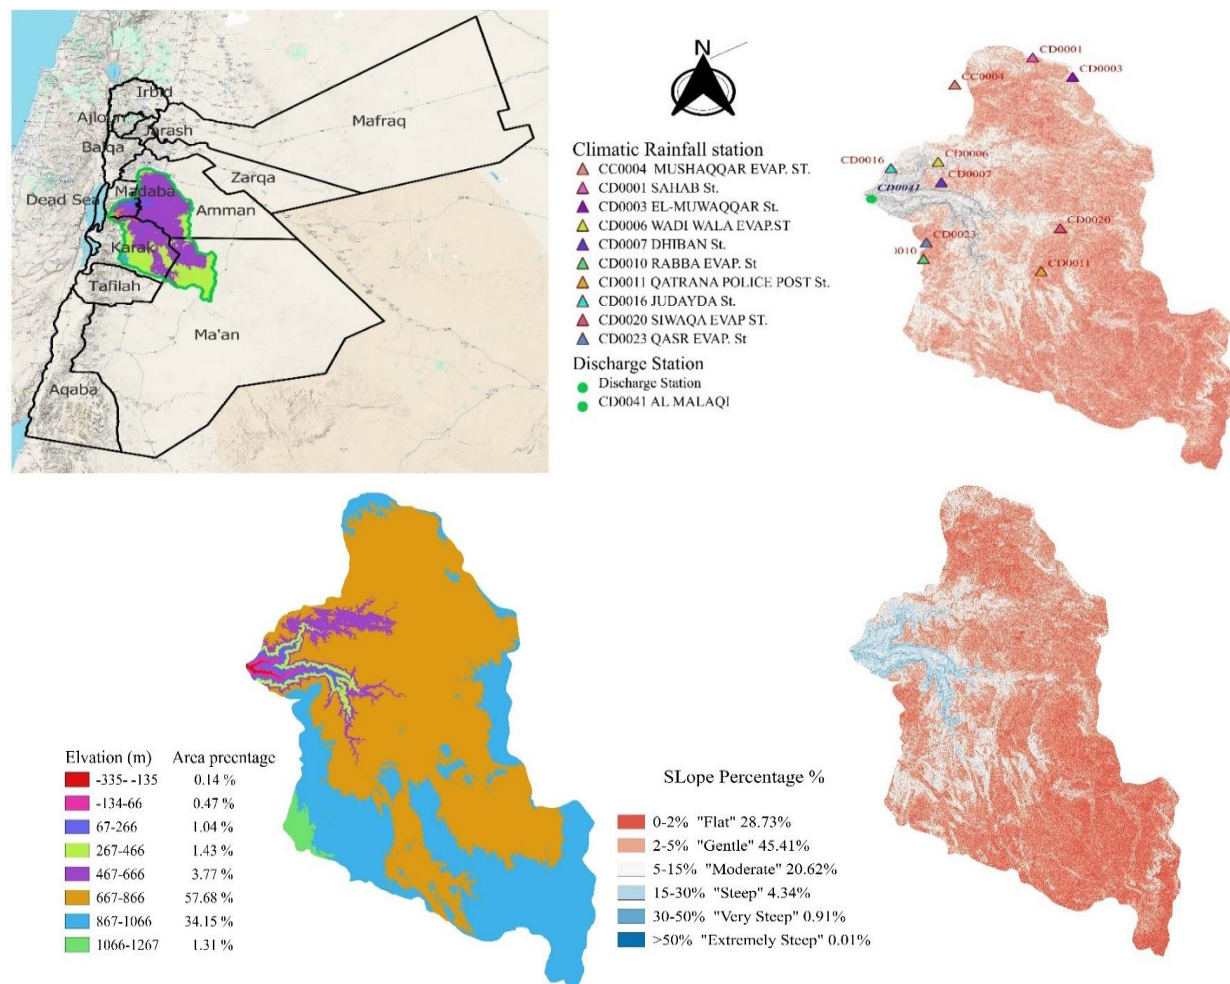 Irbid
Ajloun
Jarash
Balqa
Mafraq
Zarqa
Madaba
Dead Sea
Amman
Karak
Tafilah
Ma'an
Aqaba
N
Climatic Rainfall station
CC0004 MUSHAQQAR EVAP. ST.
CD0001 SAHAB St.
CD0003 EL-MUWAQQAR St.
CD0006 WADI WALA EVAP.ST
CD0007 DHIBAN St.
CD0010 RABBA EVAP. St
CD0011 QATRANA POLICE POST St.
CD0016 JUDAYDA St.
CD0020 SIWAQA EVAP ST.
CD0023 QASR EVAP. St
Discharge Station
Discharge Station
CD0041 AL MALAQI
CD0001
CD0003
CC0004
CD0006
CD0016
CD0007
CD0041
CD0020
CD0023
0010
CD0011
Elvation (m) Area prcentage
-335- -135 0.14 %
-134-66 0.47 %
67-266 1.04 %
267-466 1.43 %
467-666 3.77 %
667-866 57.68 %
867-1066 34.15 %
1066-1267 1.31 %
SLope Percentage %
0-2% "Flat" 28.73%
2-5% "Gentle" 45.41%
5-15% "Moderate" 20.62%
15-30% "Steep" 4.34%
30-50% "Very Steep" 0.91%
>50% "Extremely Steep" 0.01%